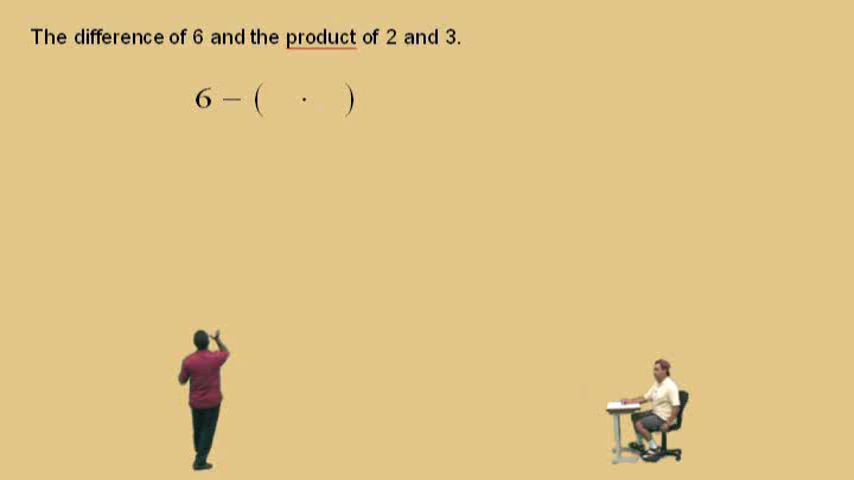 The difference of 6 and the product of 2 and 3.
6 – ( · )